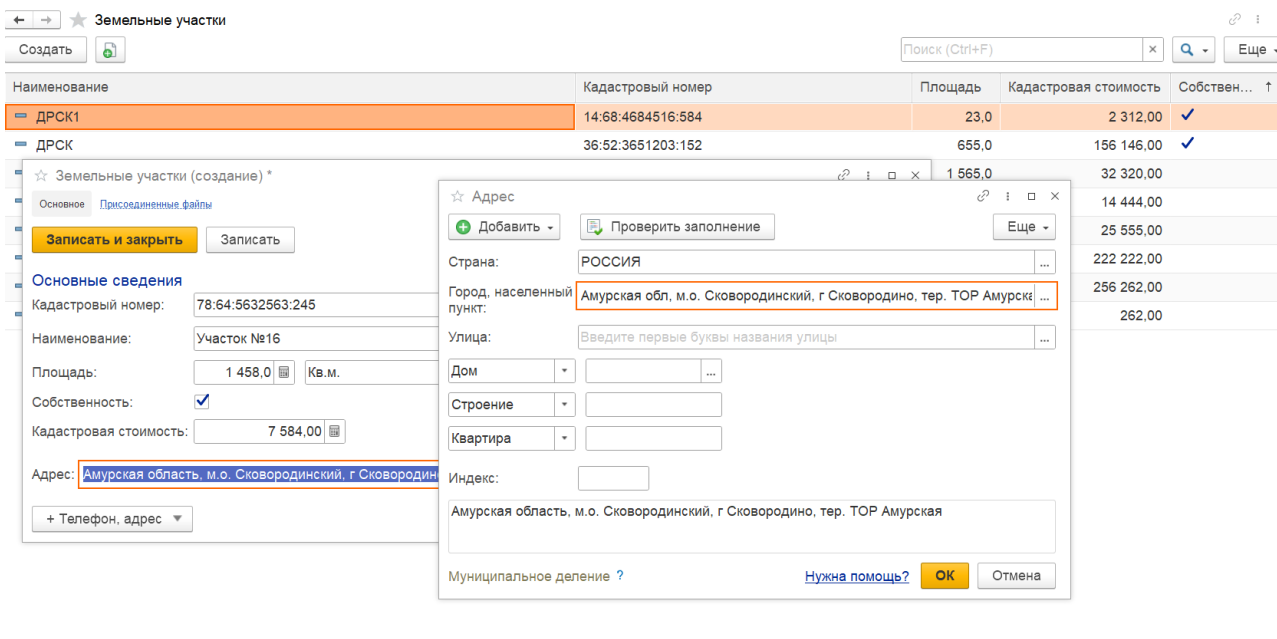 Земельные участки
Создать
Поиск (Ctrl+F) × Еще
Наименование Кадастровый номер Площадь Кадастровая стоимость Собствен... ↑
ДРСК1 14:68:4684516:584 23,0 2 312,00
ДРСК 36:52:3651203:152 655,0 156 146,00
1 565,0 32 320,00
14 444,00
25 555,00
222 222,00
256 262,00
262,00
Земельные участки (создание) *
Основное Присоединенные файлы
Записать и закрыть Записать
Основные сведения
Кадастровый номер: 78:64:5632563:245
Наименование: Участок №16
Площадь: 1 458,0 Кв.м.
Собственность:
Кадастровая стоимость: 7 584,00
Адрес: Амурская область, м.о. Сковородинский, г Сковородин
+ Телефон, адрес
Адрес
Добавить Проверить заполнение Еще
Страна: РОССИЯ ...
Город, населенный
пункт:
Амурская обл, м.о. Сковородинский, г Сковородино, тер. ТОР Амурска ...
Улица: Введите первые буквы названия улицы ...
Дом ...
Строение
Квартира
Индекс:
Амурская область, м.о. Сковородинский, г Сковородино, тер. ТОР Амурская
Муниципальное деление ? Нужна помощь? ОК Отмена